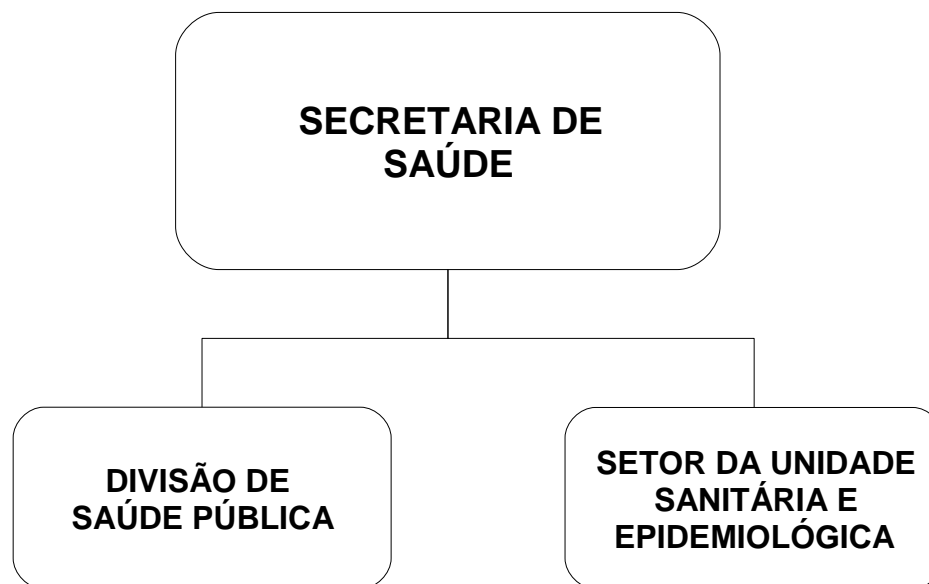 SECRETARIA DE
SAÚDE
DIVISÃO DE
SAÚDE PÚBLICA
SETOR DA UNIDADE
SANITÁRIA E
EPIDEMIOLÓGICA